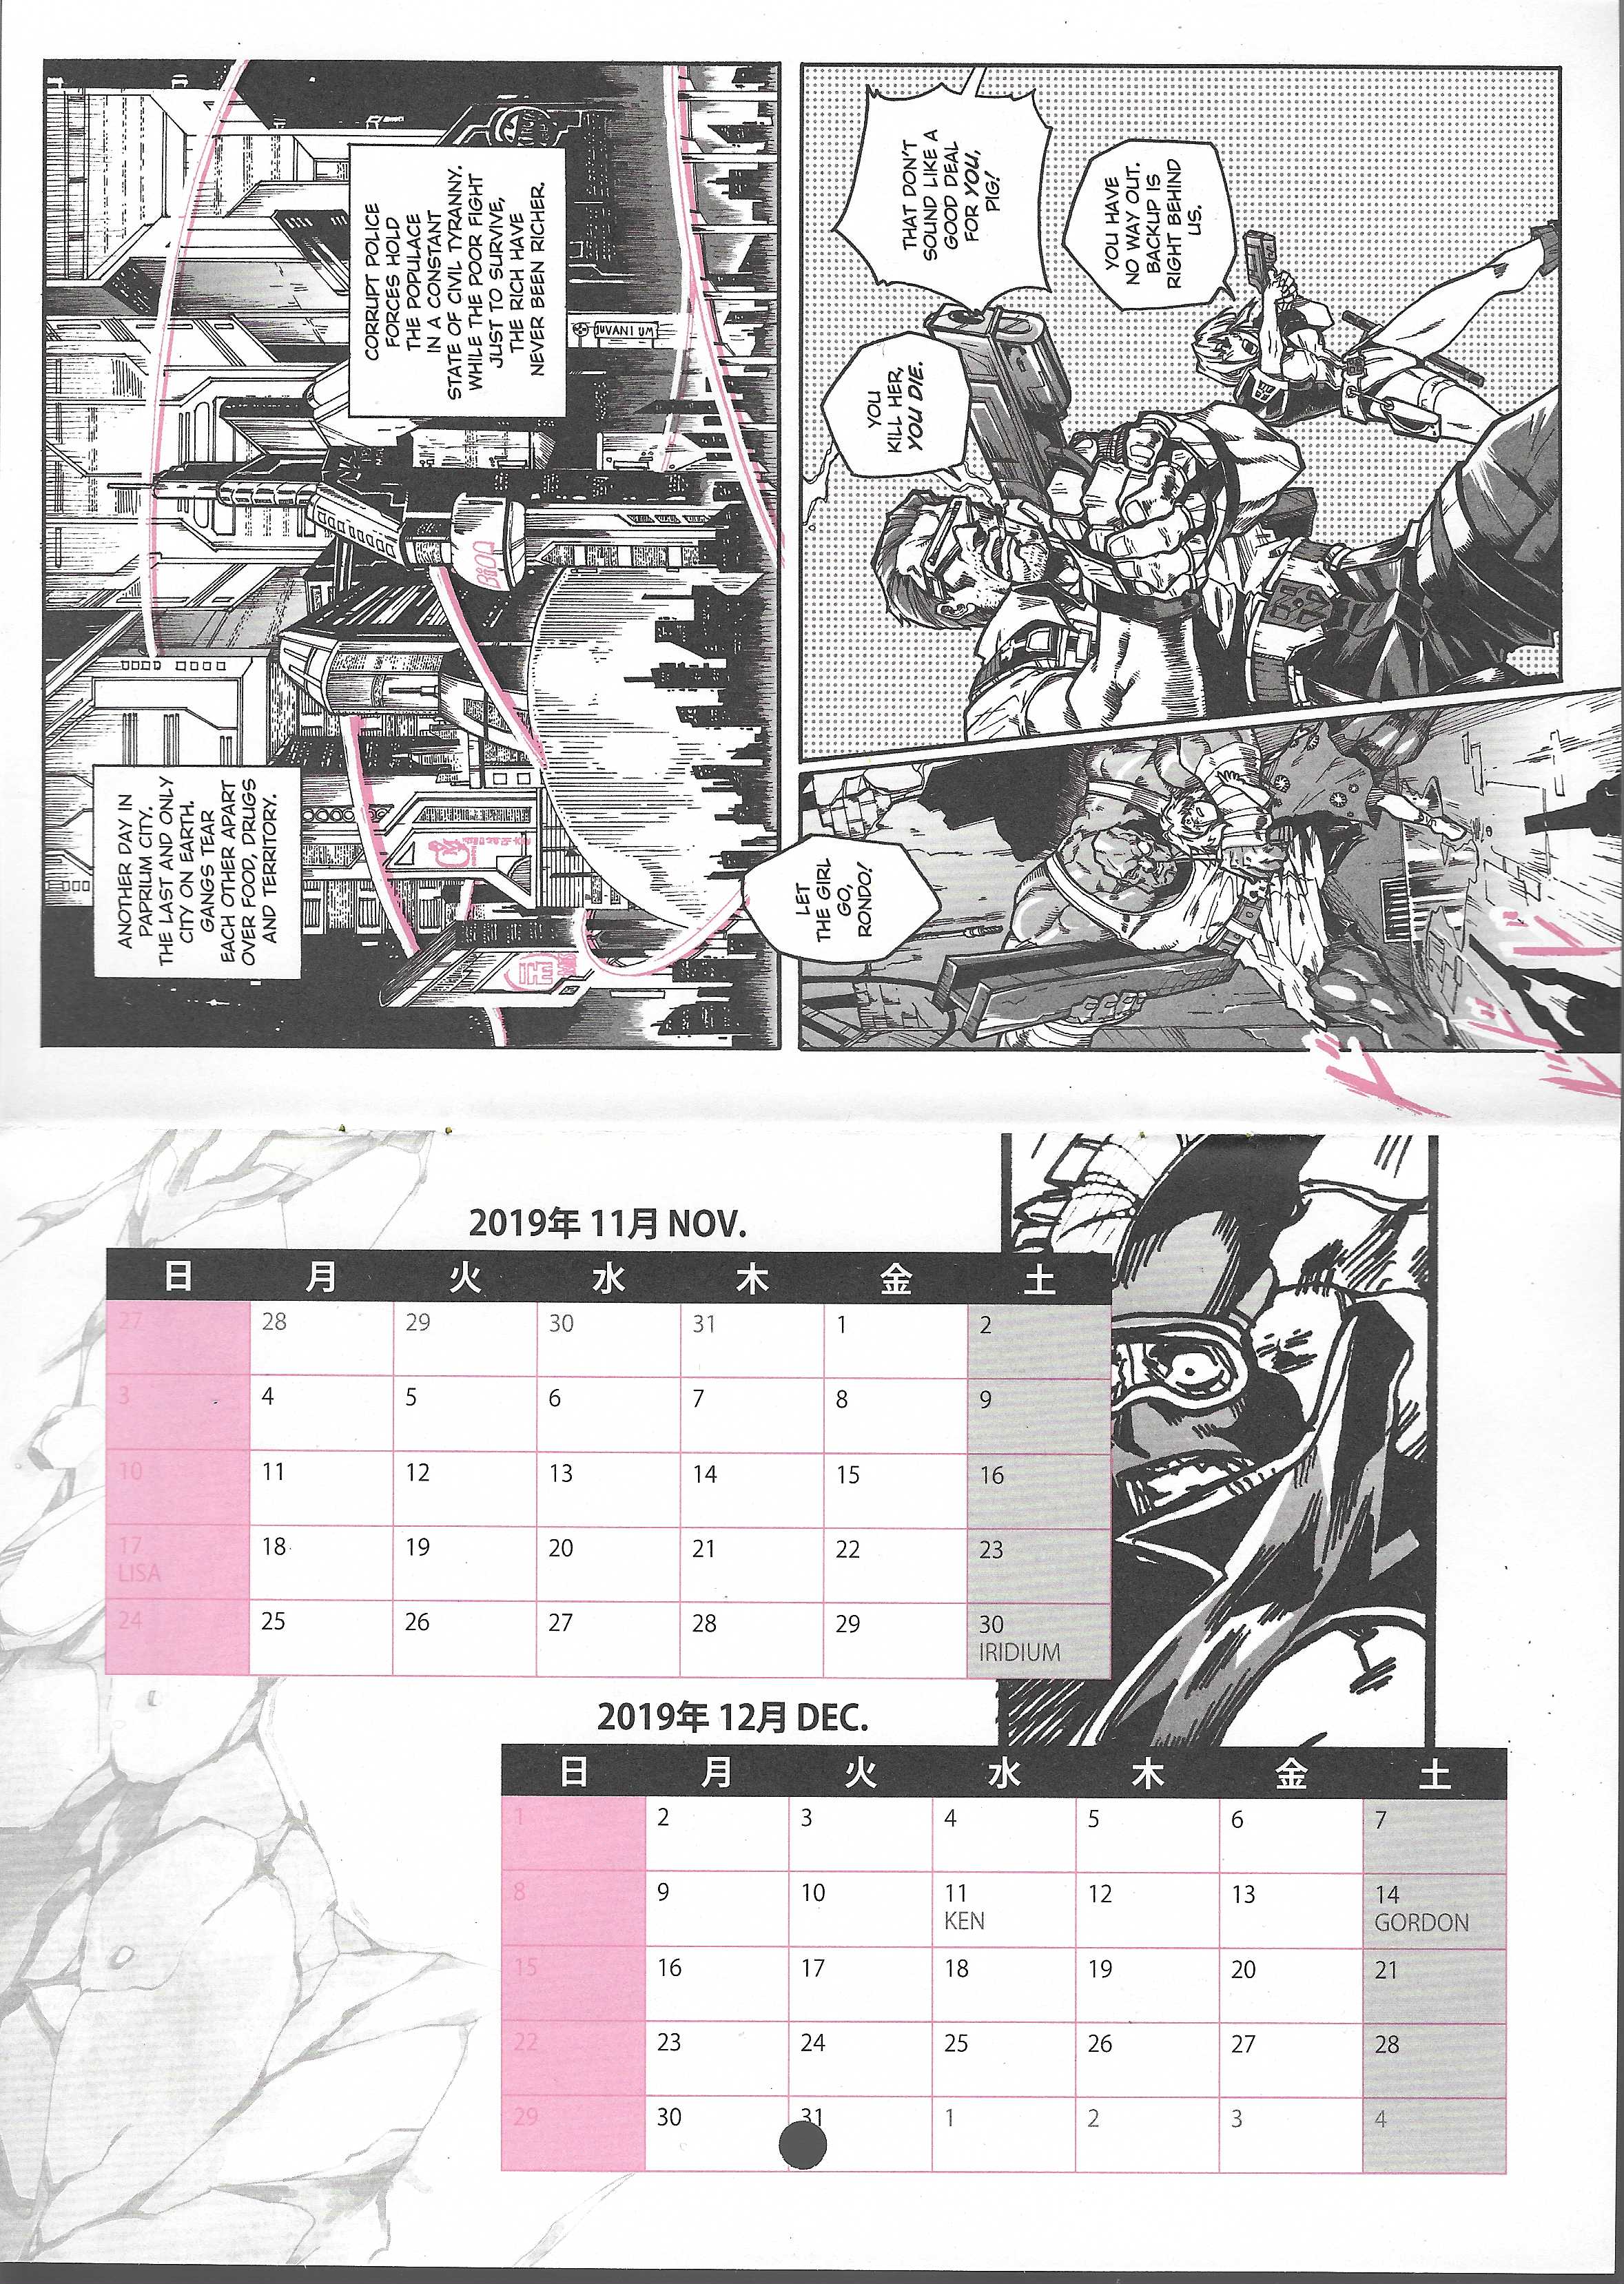 2019年 11月 NOV.
日 月 火 水 木 金 土
27 28 29 30 31 1 2
3 4 5 6 7 8 9
10 11 12 13 14 15 16
17 18 19 20 21 22 23
LISA
24 25 26 27 28 29 30
IRIDIUM
2019年 12月 DEC.
日 月 火 水 木 金 土
1 2 3 4 5 6 7
8 9 10 11 12 13 14
KEN GORDON
15 16 17 18 19 20 21
22 23 24 25 26 27 28
29 30 31 1 2 3 4
ANOTHER DAY IN
PAPRIUM CITY.
THE LAST AND ONLY
CITY ON EARTH.
GANGS TEAR
EACH OTHER APART
OVER FOOD, DRUGS
AND TERRITORY.
CORRUPT POLICE
FORCES HOLD
THE POPULACE
IN A CONSTANT
STATE OF CIVIL TYRANNY.
WHILE THE POOR FIGHT
JUST TO SURVIVE,
THE RICH HAVE
NEVER BEEN RICHER.
BiOn
LET
THE GIRL
GO,
RONDO!
YOU
KILL HER,
YOU DIE.
THAT DON'T
SOUND LIKE A
GOOD DEAL
FOR YOU,
PIG!
YOU HAVE
NO WAY OUT.
BACKUP IS
RIGHT BEHIND
US.
ド
ド
ド
ド